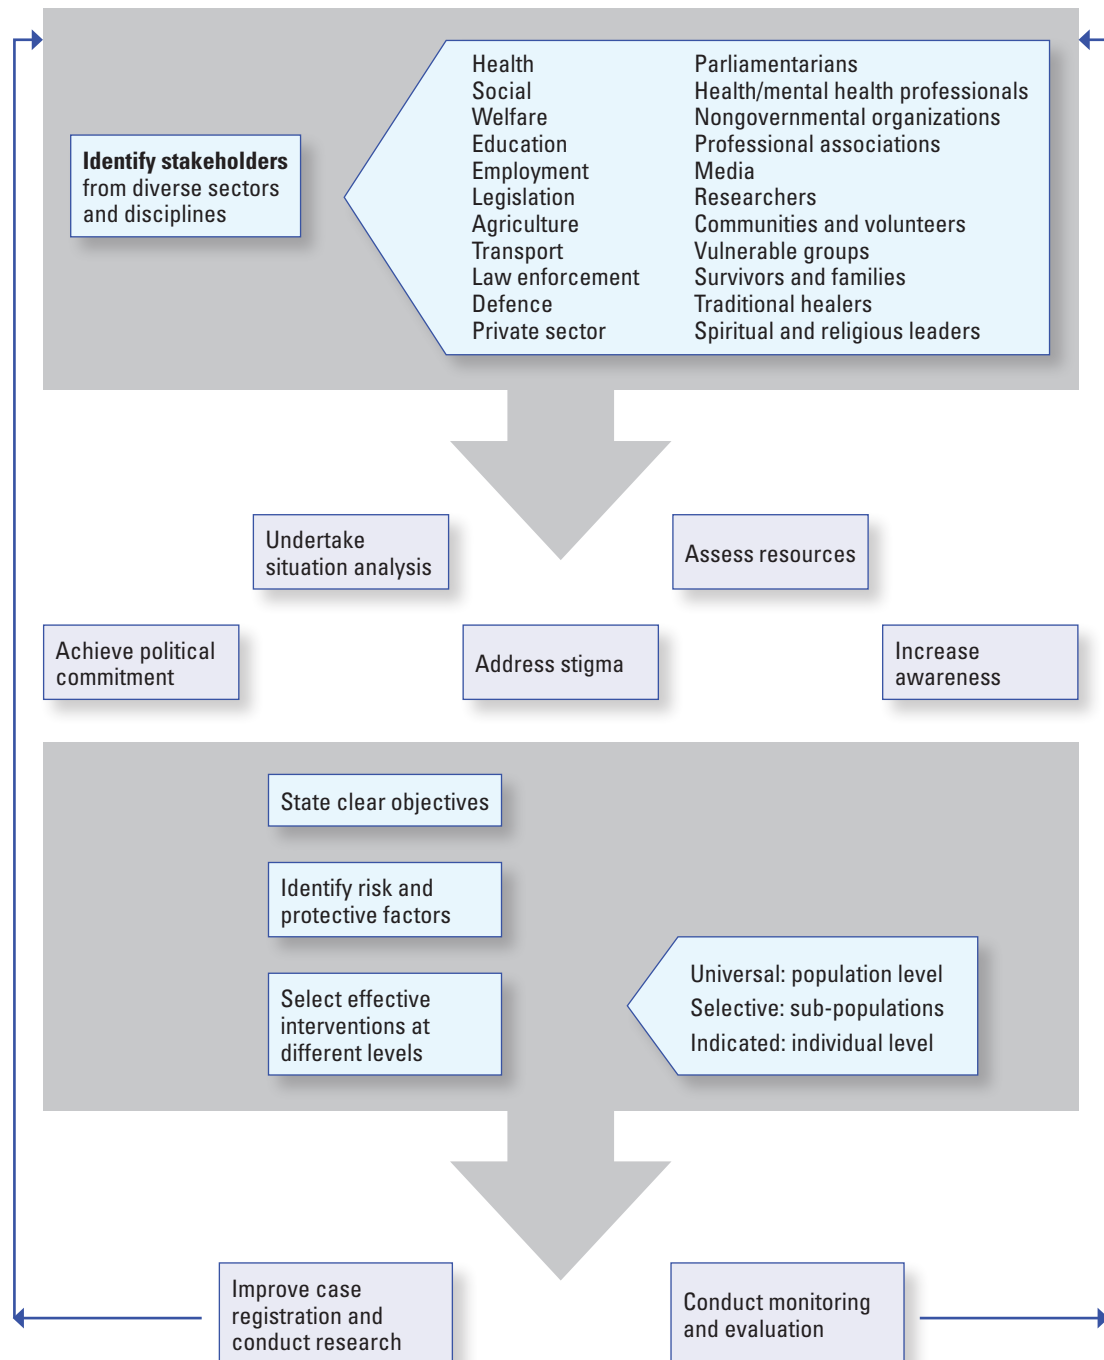 Identify stakeholders
from diverse sectors
and disciplines
Health
Social
Welfare
Education
Employment
Legislation
Agriculture
Transport
Law enforcement
Defence
Private sector
Parliamentarians
Health/mental health professionals
Nongovernmental organizations
Professional associations
Media
Researchers
Communities and volunteers
Vulnerable groups
Survivors and families
Traditional healers
Spiritual and religious leaders
Undertake
situation analysis
Assess resources
Achieve political
commitment
Address stigma
Increase
awareness
State clear objectives
Identify risk and
protective factors
Select effective
interventions at
different levels
Universal: population level
Selective: sub-populations
Indicated: individual level
Improve case
registration and
conduct research
Conduct monitoring
and evaluation